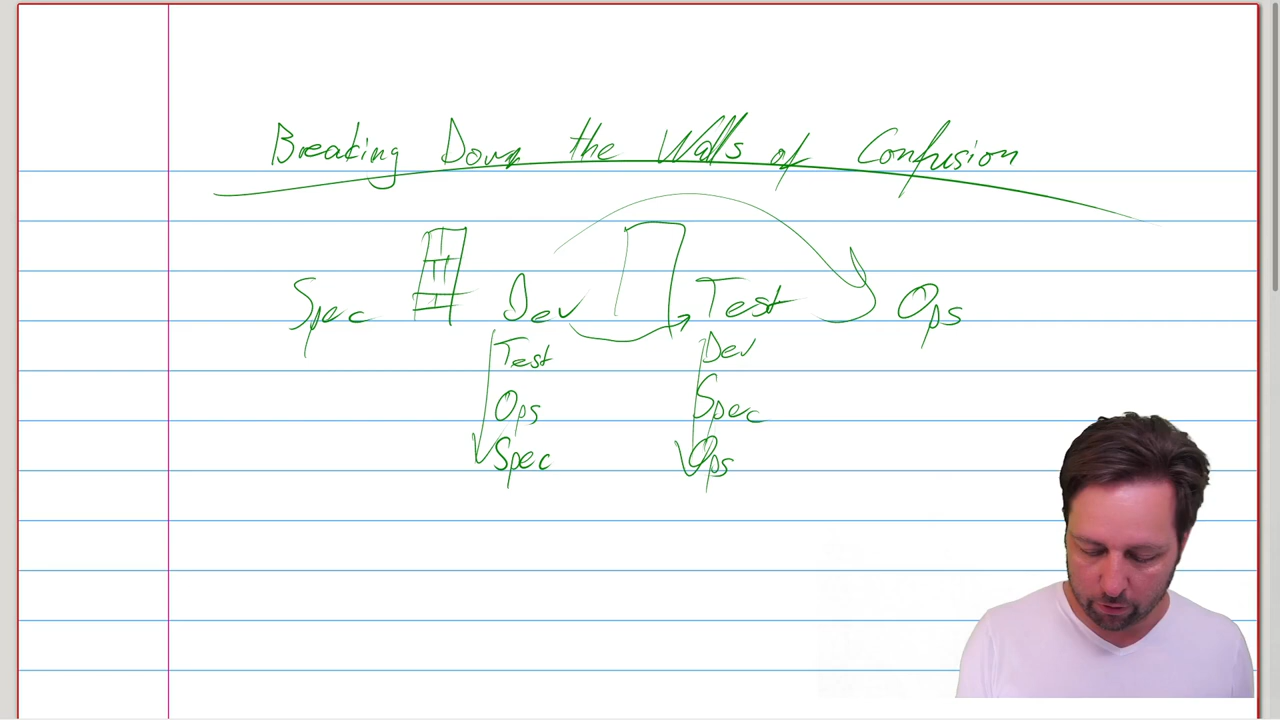 Breaking Down the Walls of Confusion
Spec Dev Test Ops
Test Dev
Ops Spec
Spec Ops